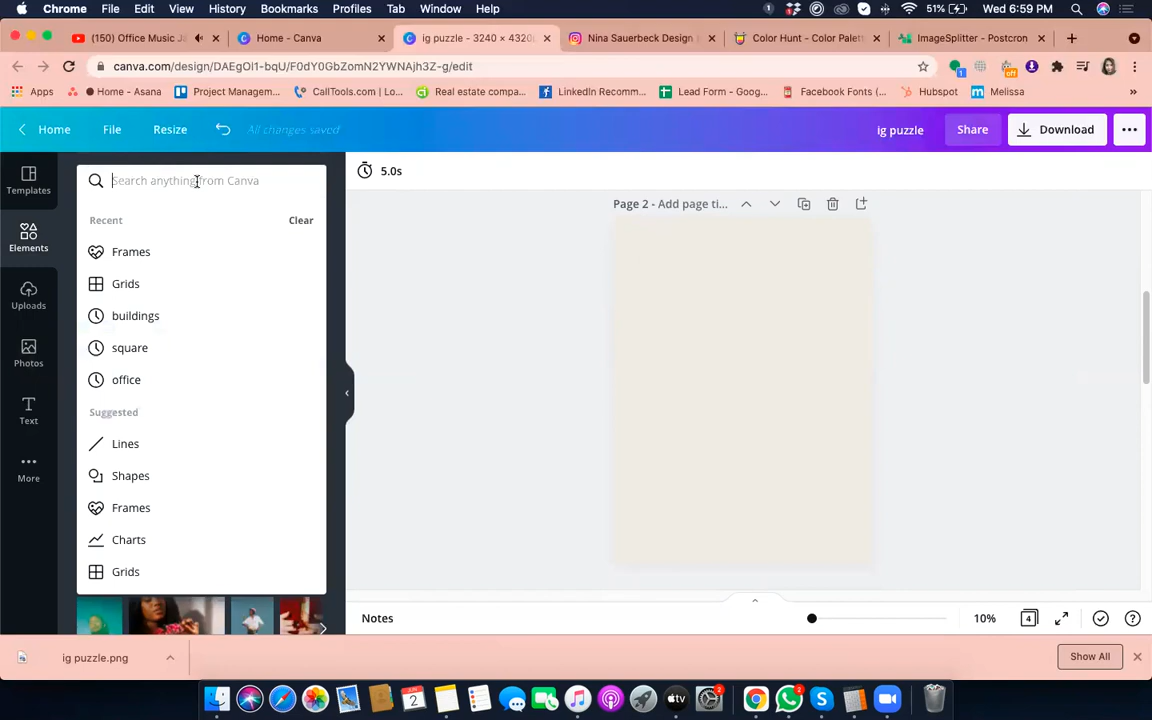 Chrome File Edit View History Bookmarks Profiles Tab Window Help 51% Wed 6:59 PM
(150) Office Music Ja Home - Canva ig puzzle - 3240 × 4320 Nina Sauerbeck Design Color Hunt - Color Palet ImageSplitter - Postcron
canva.com/design/DAEgOl1-bqU/F0dY0GbZomN2YWNAjh3Z-g/edit
Apps Home - Asana Project Managem... CallTools.com | Lo... Real estate compa... LinkedIn Recomm... Lead Form - Goog... Facebook Fonts (... Hubspot Melissa
Home File Resize All changes saved ig puzzle Share Download
5.0s
Templates
Elements
Uploads
Photos
Text
More
Search anything from Canva
Recent Clear
Frames
Grids
buildings
square
office
Suggested
Lines
Shapes
Frames
Charts
Grids
Page 2 - Add page ti...
Notes 10% 4
ig puzzle.png Show All